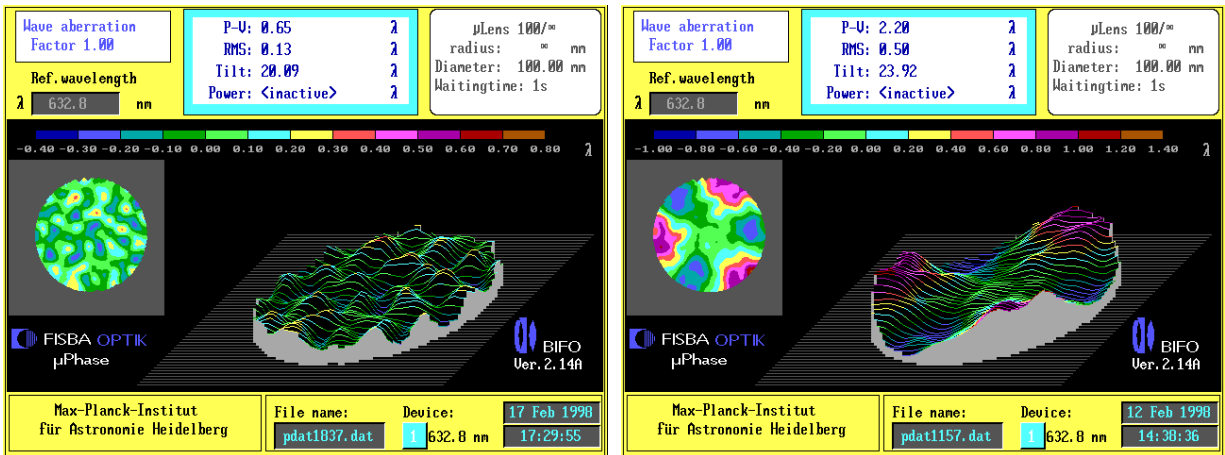 Wave aberration
Factor 1.00
Ref.wavelength
λ 632.8 nm
P-V: 0.65 λ
RMS: 0.13 λ
Tilt: 20.09 λ
Power: <inactive> λ
µLens 100/∞
radius: ∞ mm
Diameter: 100.00 mm
Waitingtime: 1s
-0.40 -0.30 -0.20 -0.10 0.00 0.10 0.20 0.30 0.40 0.50 0.60 0.70 0.80 λ
FISBA OPTIK
µPhase
BIFO
Ver.2.14A
Max-Planck-Institut
für Astronomie Heidelberg
File name:
pdat1837.dat
Device:
1 632.8 nm
17 Feb 1998
17:29:55
Wave aberration
Factor 1.00
Ref.wavelength
λ 632.8 nm
P-V: 2.20 λ
RMS: 0.50 λ
Tilt: 23.92 λ
Power: <inactive> λ
µLens 100/∞
radius: ∞ mm
Diameter: 100.00 mm
Waitingtime: 1s
-1.00 -0.80 -0.60 -0.40 -0.20 0.00 0.20 0.40 0.60 0.80 1.00 1.20 1.40 λ
FISBA OPTIK
µPhase
BIFO
Ver.2.14A
Max-Planck-Institut
für Astronomie Heidelberg
File name:
pdat1157.dat
Device:
1 632.8 nm
12 Feb 1998
14:38:36